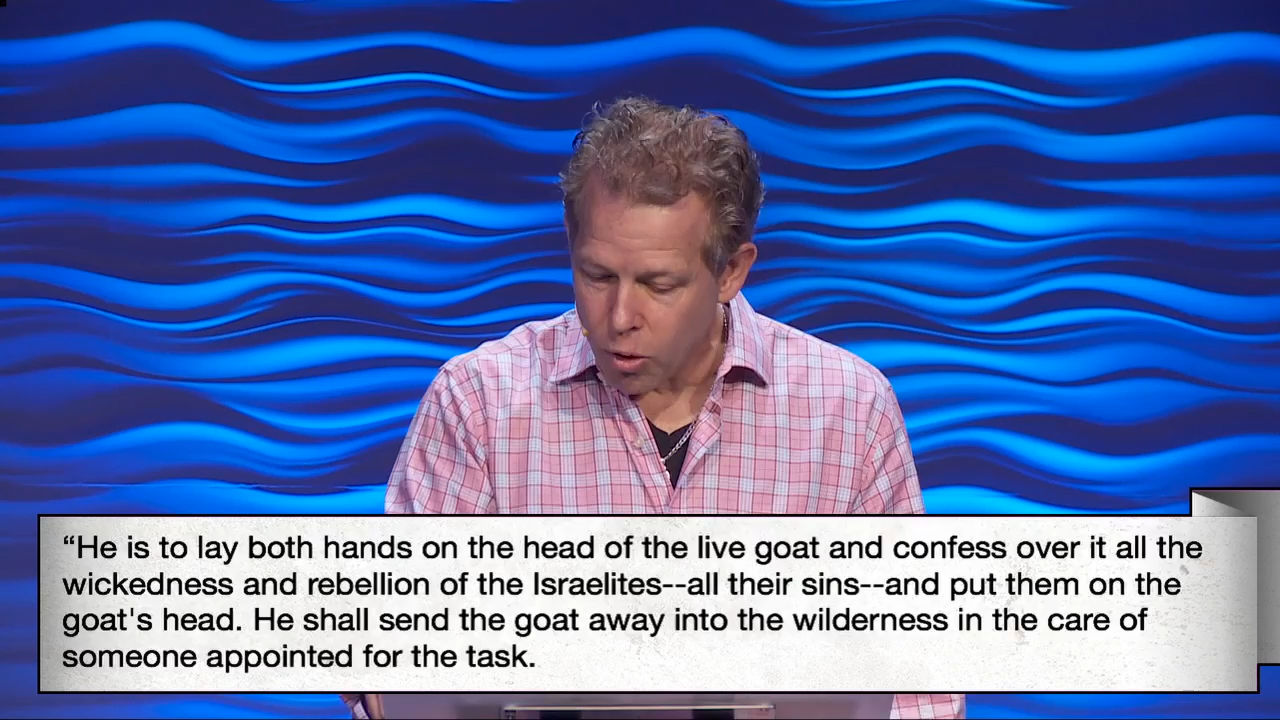 “He is to lay both hands on the head of the live goat and confess over it all the
wickedness and rebellion of the Israelites--all their sins--and put them on the
goat's head. He shall send the goat away into the wilderness in the care of
someone appointed for the task.